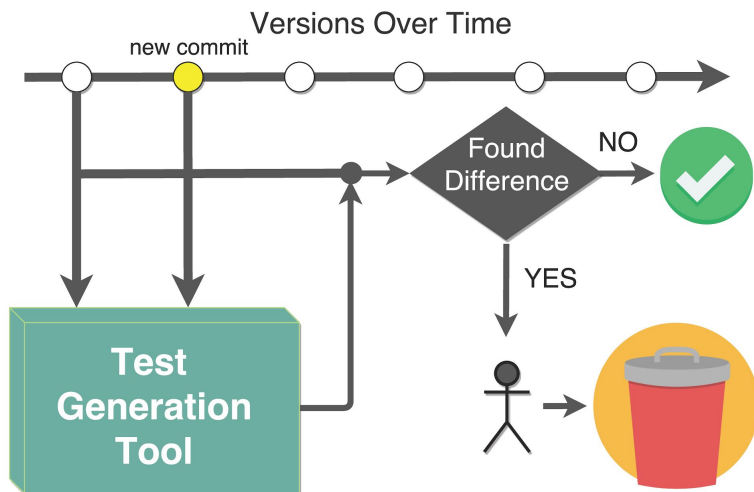 Versions Over Time
new commit
Found
Difference
NO
YES
Test
Generation
Tool